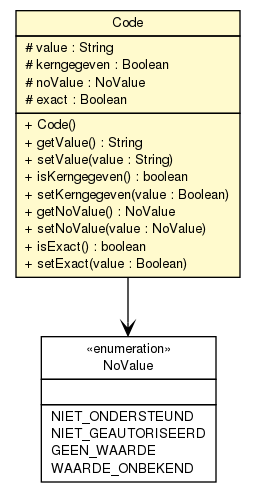 Code
# value : String
# kerngegeven : Boolean
# noValue : NoValue
# exact : Boolean
+ Code()
+ getValue() : String
+ setValue(value : String)
+ isKerngegeven() : boolean
+ setKerngegeven(value : Boolean)
+ getNoValue() : NoValue
+ setNoValue(value : NoValue)
+ isExact() : boolean
+ setExact(value : Boolean)
«enumeration»
NoValue
NIET_ONDERSTEUND
NIET_GEAUTORISEERD
GEEN_WAARDE
WAARDE_ONBEKEND